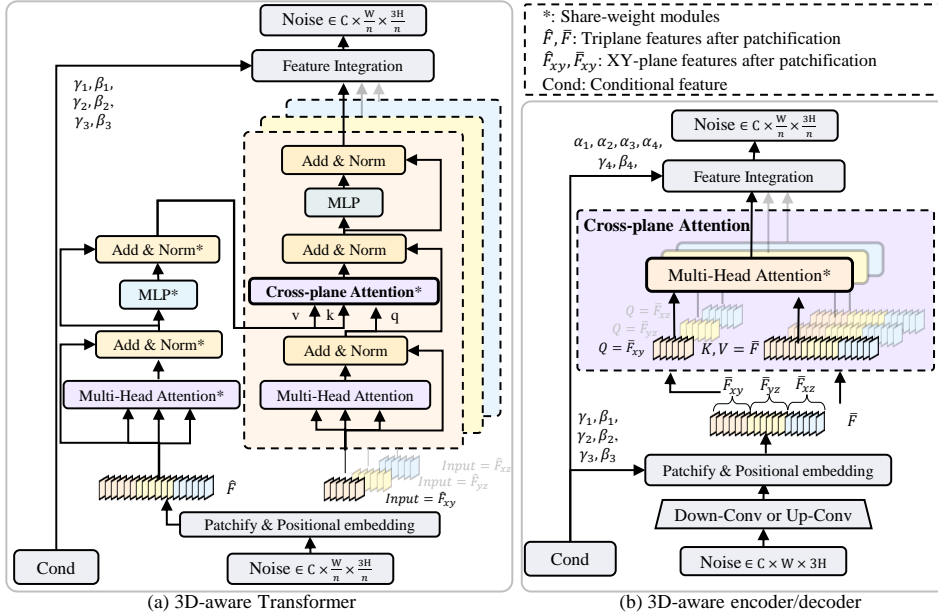 Noise ∈ C × W/n × 3H/n
Feature Integration
γ₁, β₁,
γ₂, β₂,
γ₃, β₃
Add & Norm
MLP
Add & Norm
Cross-plane Attention*
v k q
Add & Norm
Multi-Head Attention
Add & Norm*
MLP*
Add & Norm*
Multi-Head Attention*
F̂
Input = F̂xz
Input = F̂yz
Input = F̂xy
Patchify & Positional embedding
Cond
Noise ∈ C × W/n × 3H/n
(a) 3D-aware Transformer
*: Share-weight modules
F̂, F̄: Triplane features after patchification
F̂xy, F̄xy: XY-plane features after patchification
Cond: Conditional feature
Noise ∈ C × W/n × 3H/n
α₁, α₂, α₃, α₄,
γ₄, β₄,
Feature Integration
Cross-plane Attention
Multi-Head Attention*
Q = F̄xz
Q = F̄yz
Q = F̄xy
K, V = F̄
F̄xy F̄yz F̄xz
F̄
γ₁, β₁,
γ₂, β₂,
γ₃, β₃
Patchify & Positional embedding
Down-Conv or Up-Conv
Cond
Noise ∈ C × W × 3H
(b) 3D-aware encoder/decoder